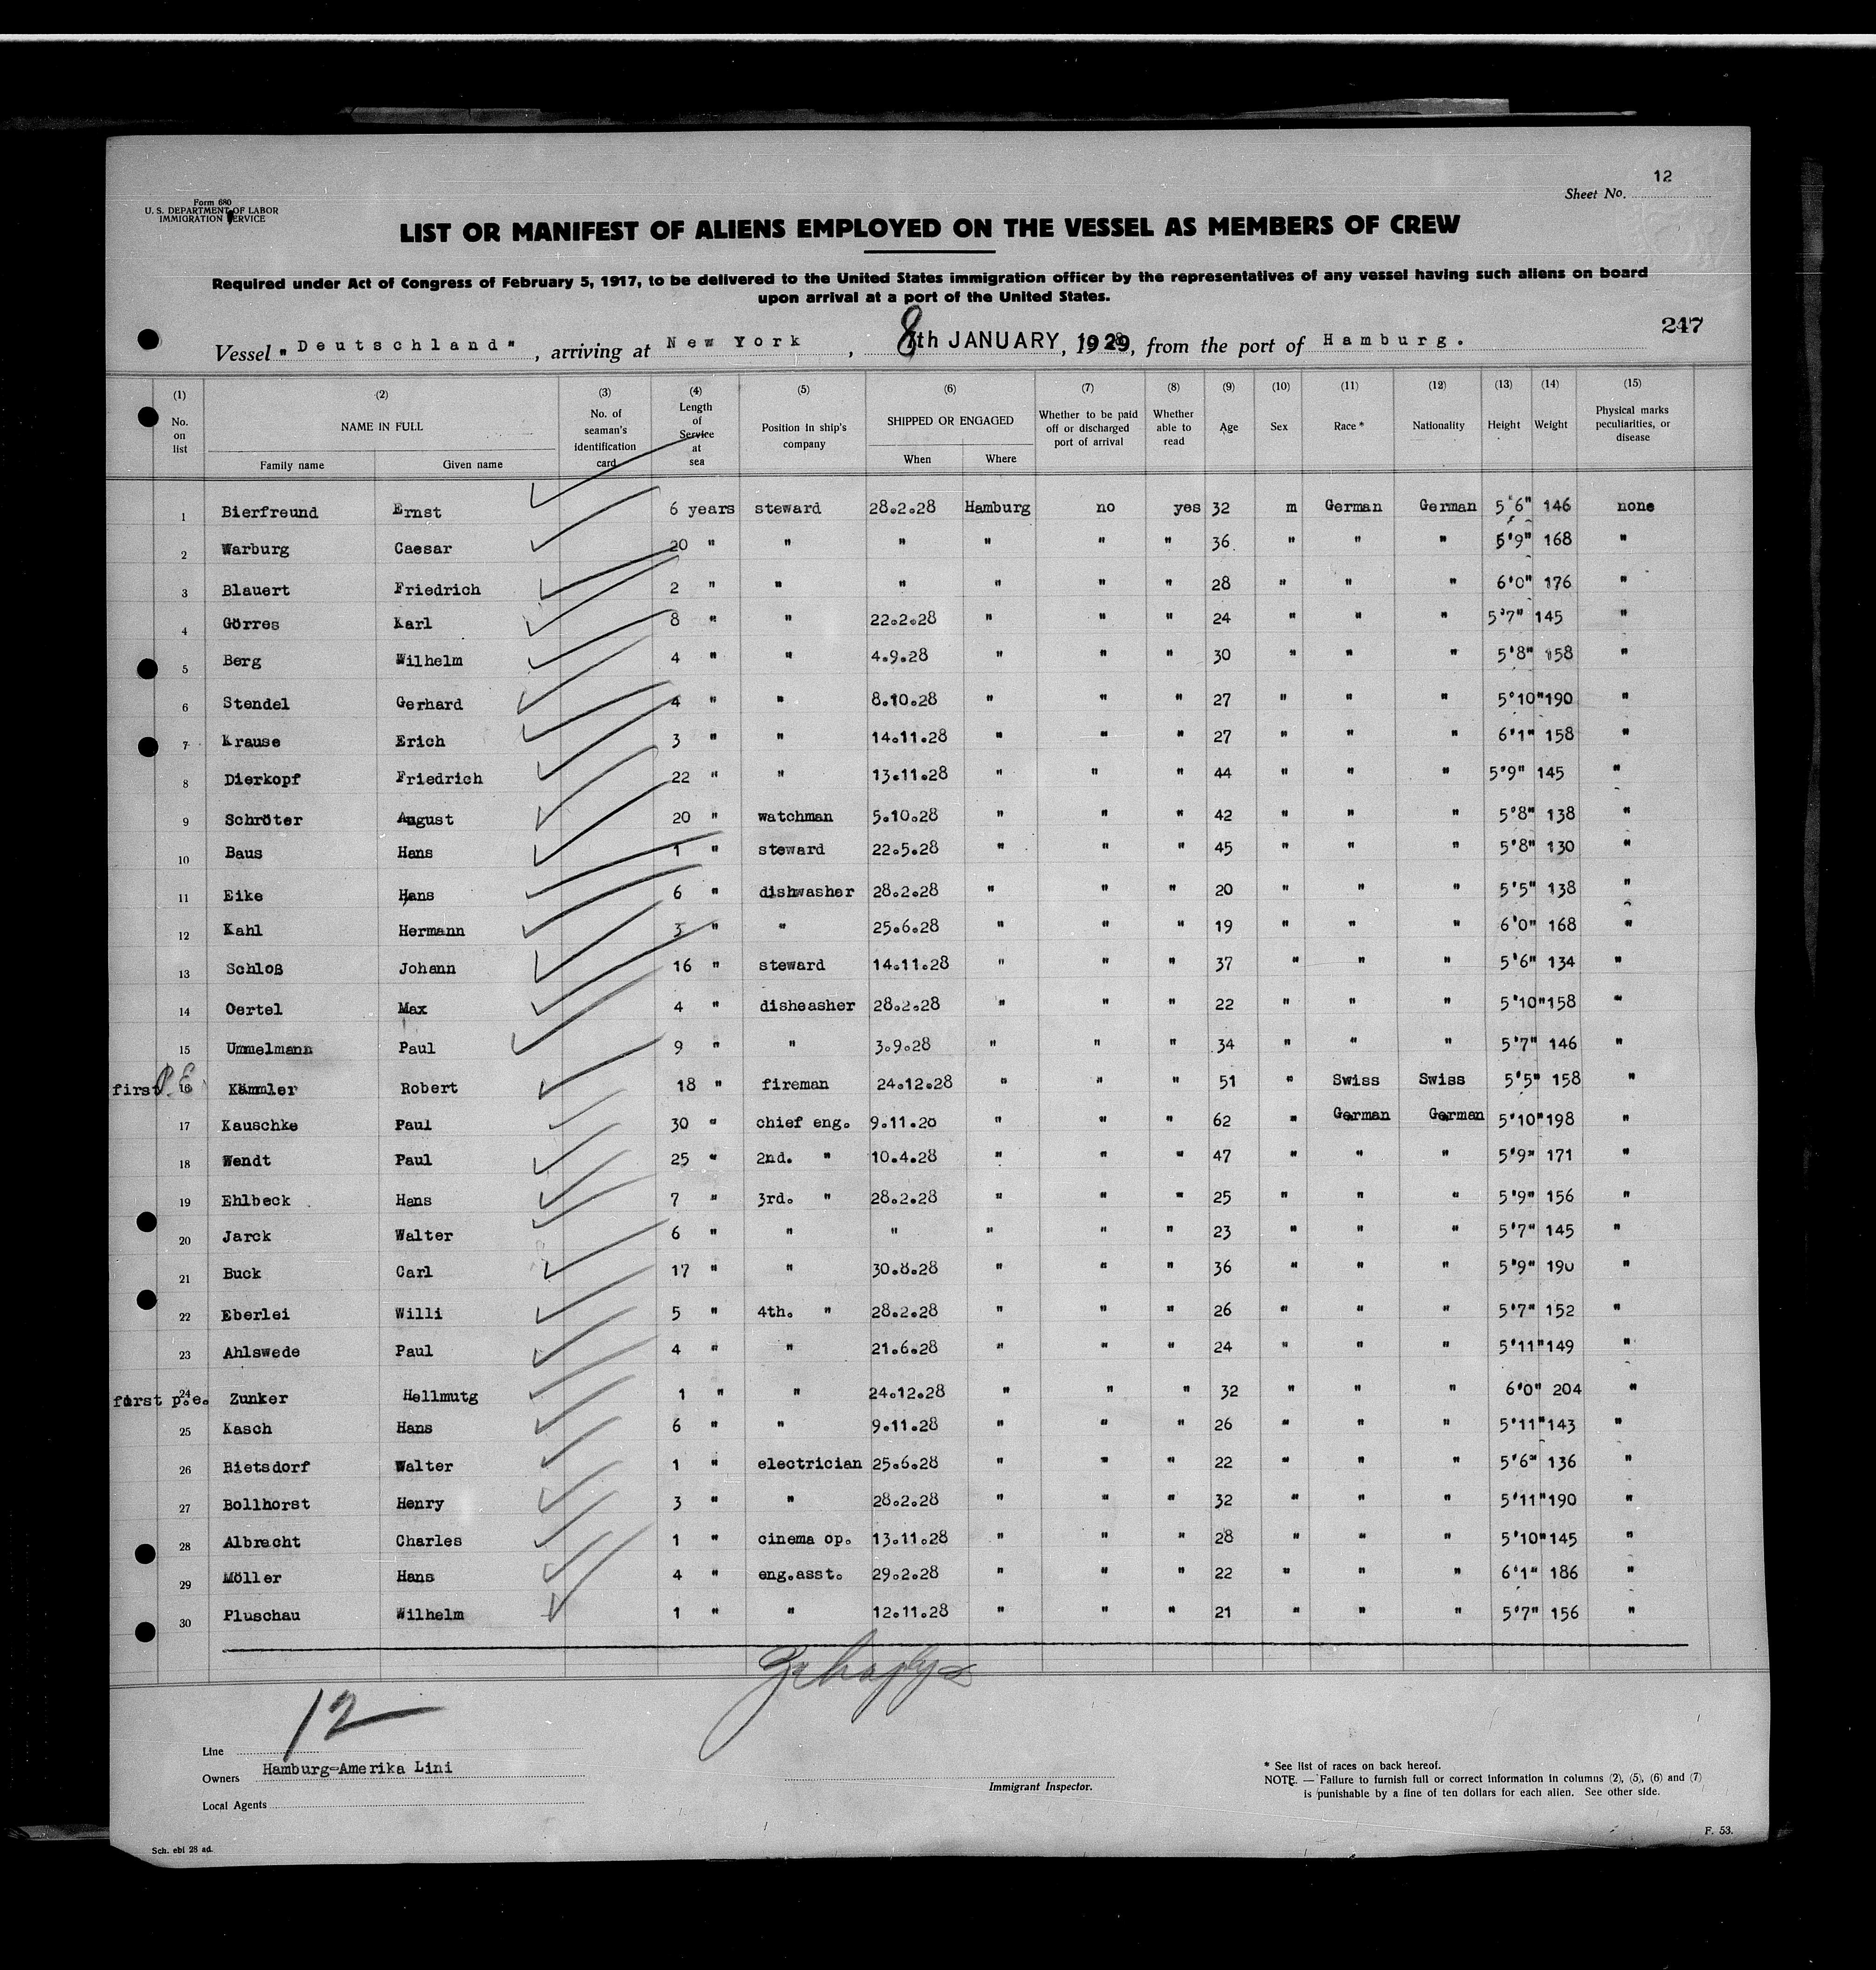 12
Sheet No.
Form 680
U. S. DEPARTMENT OF LABOR
IMMIGRATION SERVICE
LIST OR MANIFEST OF ALIENS EMPLOYED ON THE VESSEL AS MEMBERS OF CREW
Required under Act of Congress of February 5, 1917, to be delivered to the United States immigration officer by the representatives of any vessel having such aliens on board
upon arrival at a port of the United States.
247
Vessel "Deutschland", arriving at New York, 8th JANUARY, 1929, from the port of Hamburg.
(1) (2) (3) (4) (5) (6) (7) (8) (9) (10) (11) (12) (13) (14) (15)
No. on list NAME IN FULL No. of seaman's identification card Length of Service at sea Position in ship's company SHIPPED OR ENGAGED Whether to be paid off or discharged port of arrival Whether able to read Age Sex Race * Nationality Height Weight Physical marks peculiarities, or disease
Family name Given name When Where
1 Bierfreund Ernst 6 years steward 28.2.28 Hamburg no yes 32 m German German 5'6" 146 none
2 Warburg Caesar 20 " " " " " " 36 " " " 5'9" 168 "
3 Blauert Friedrich 2 " " " " " " 28 " " " 6'0" 176 "
4 Görres Karl 8 " " 22.2.28 " " " 24 " " " 5'7" 145 "
5 Berg Wilhelm 4 " " 4.9.28 " " " 30 " " " 5'8" 158 "
6 Stendel Gerhard 4 " " 8.10.28 " " " 27 " " " 5'10" 190 "
7 Krause Erich 3 " " 14.11.28 " " " 27 " " " 6'1" 158 "
8 Dierkopf Friedrich 22 " " 13.11.28 " " " 44 " " " 5'9" 145 "
9 Schröter August 20 " watchman 5.10.28 " " " 42 " " " 5'8" 138 "
10 Baus Hans 1 " steward 22.5.28 " " " 45 " " " 5'8" 130 "
11 Eike Hans 6 " dishwasher 28.2.28 " " " 20 " " " 5'5" 138 "
12 Kahl Hermann 3 " " 25.6.28 " " " 19 " " " 6'0" 168 "
13 Schloß Johann 16 " steward 14.11.28 " " " 37 " " " 5'6" 134 "
14 Oertel Max 4 " disheasher 28.2.28 " " " 22 " " " 5'10" 158 "
15 Ummelmann Paul 9 " " 3.9.28 " " " 34 " " " 5'7" 146 "
first P.E. 16 Kämmler Robert 18 " fireman 24.12.28 " " " 51 " Swiss Swiss 5'5" 158 "
17 Kauschke Paul 30 " chief eng. 9.11.28 " " " 62 " German German 5'10" 198 "
18 Wendt Paul 25 " 2nd. " 10.4.28 " " " 47 " " " 5'9" 171 "
19 Ehlbeck Hans 7 " 3rd. " 28.2.28 " " " 25 " " " 5'9" 156 "
20 Jarck Walter 6 " " " " " " 23 " " " 5'7" 145 "
21 Buck Carl 17 " " 30.8.28 " " " 36 " " " 5'9" 190 "
22 Eberlei Willi 5 " 4th. " 28.2.28 " " " 26 " " " 5'7" 152 "
23 Ahlswede Paul 4 " " 21.6.28 " " " 24 " " " 5'11" 149 "
first p.e. 24 Zunker Hellmutg 1 " " 24.12.28 " " " 32 " " " 6'0" 204 "
25 Kasch Hans 6 " " 9.11.28 " " " 26 " " " 5'11" 143 "
26 Rietsdorf Walter 1 " electrician 25.6.28 " " " 22 " " " 5'6" 136 "
27 Bollhorst Henry 3 " " 28.2.28 " " " 32 " " " 5'11" 190 "
28 Albrecht Charles 1 " cinema op. 13.11.28 " " " 28 " " " 5'10" 145 "
29 Möller Hans 4 " eng.asst. 29.2.28 " " " 22 " " " 6'1" 186 "
30 Pluschau Wilhelm 1 " " 12.11.28 " " " 21 " " " 5'7" 156 "
12
Line
Owners Hamburg-Amerika Lini
Local Agents
Immigrant Inspector.
* See list of races on back hereof.
NOTE. — Failure to furnish full or correct information in columns (2), (5), (6) and (7)
is punishable by a fine of ten dollars for each alien. See other side.
F. 53.
Sch. ebl 28 ad.